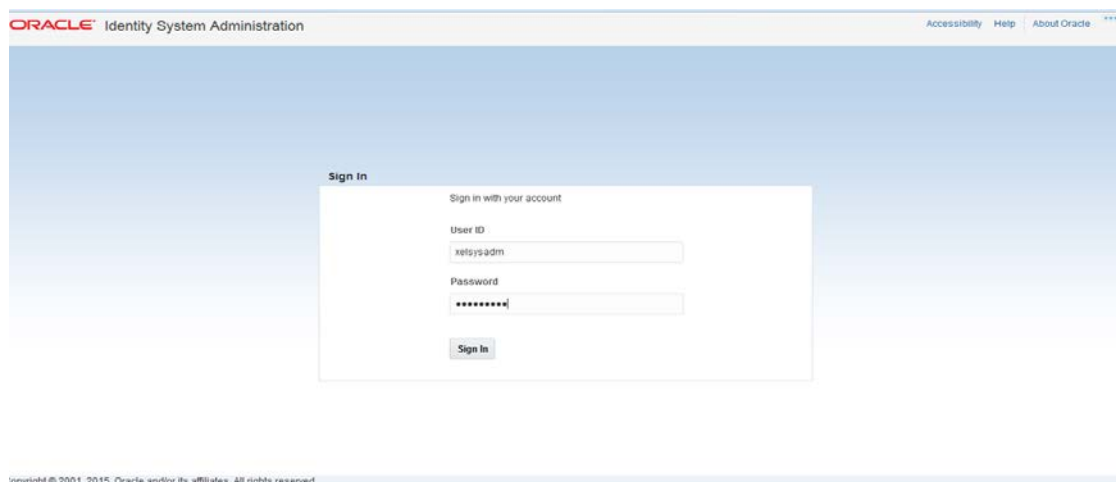 ORACLE® Identity System Administration
Accessibility Help About Oracle
Sign In
Sign in with your account
User ID
xelsysadm
Password
•••••••••
Sign In
Copyright © 2001, 2015, Oracle and/or its affiliates. All rights reserved.